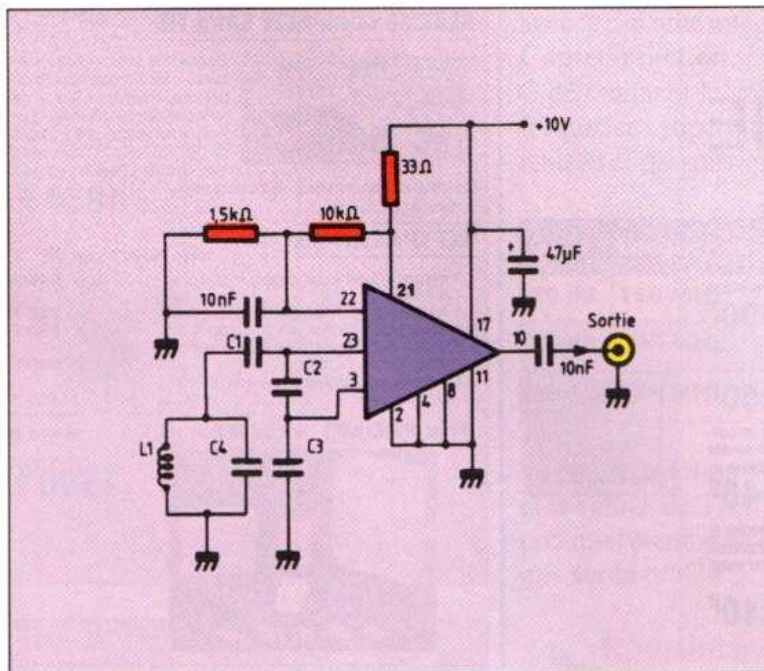 +10V
33Ω
1,5kΩ
10kΩ
47µF
+
21
10nF
22
17
Sortie
C1
23
10
C2
3
10nF
11
8
4
2
L1
C4
C3